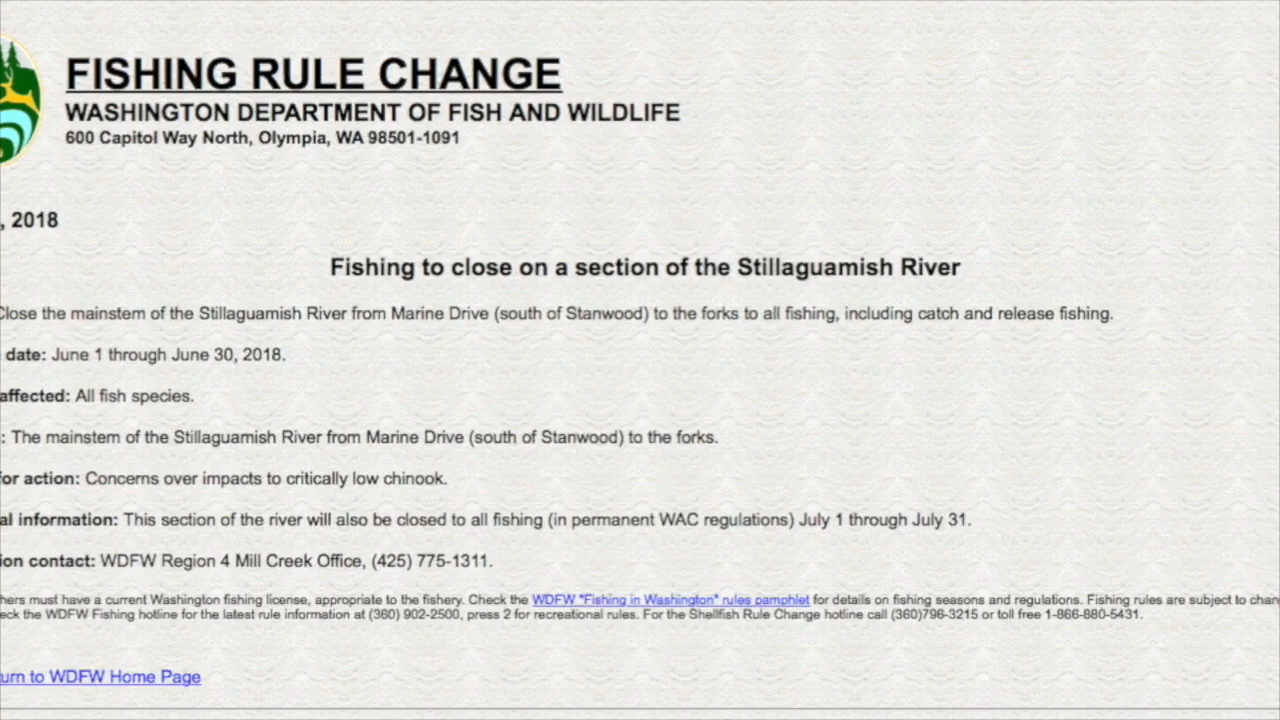 FISHING RULE CHANGE
WASHINGTON DEPARTMENT OF FISH AND WILDLIFE
600 Capitol Way North, Olympia, WA 98501-1091
, 2018
Fishing to close on a section of the Stillaguamish River
Close the mainstem of the Stillaguamish River from Marine Drive (south of Stanwood) to the forks to all fishing, including catch and release fishing.
date: June 1 through June 30, 2018.
affected: All fish species.
: The mainstem of the Stillaguamish River from Marine Drive (south of Stanwood) to the forks.
for action: Concerns over impacts to critically low chinook.
al information: This section of the river will also be closed to all fishing (in permanent WAC regulations) July 1 through July 31.
ion contact: WDFW Region 4 Mill Creek Office, (425) 775-1311.
hers must have a current Washington fishing license, appropriate to the fishery. Check the WDFW "Fishing in Washington" rules pamphlet for details on fishing seasons and regulations. Fishing rules are subject to chan
eck the WDFW Fishing hotline for the latest rule information at (360) 902-2500, press 2 for recreational rules. For the Shellfish Rule Change hotline call (360)796-3215 or toll free 1-866-880-5431.
urn to WDFW Home Page